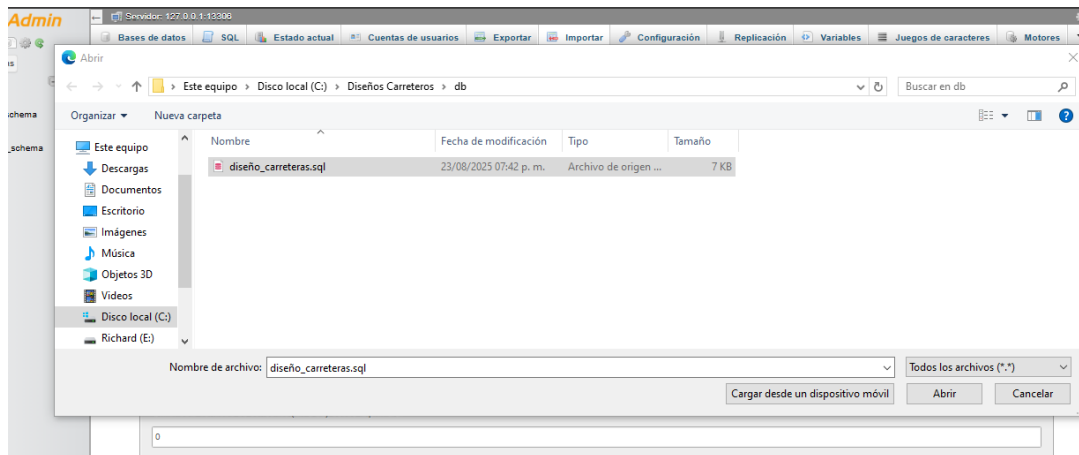 Admin
Servidor: 127.0.0.1:13306
Bases de datos SQL Estado actual Cuentas de usuarios Exportar Importar Configuración Replicación Variables Juegos de caracteres Motores
Abrir
Este equipo > Disco local (C:) > Diseños Carreteros > db
Buscar en db
Organizar Nueva carpeta
schema
_schema
Nombre Fecha de modificación Tipo Tamaño
diseño_carreteras.sql 23/08/2025 07:42 p. m. Archivo de origen ... 7 KB
Este equipo
Descargas
Documentos
Escritorio
Imágenes
Música
Objetos 3D
Videos
Disco local (C:)
Richard (E:)
Nombre de archivo: diseño_carreteras.sql Todos los archivos (*.*)
Cargar desde un dispositivo móvil Abrir Cancelar
0